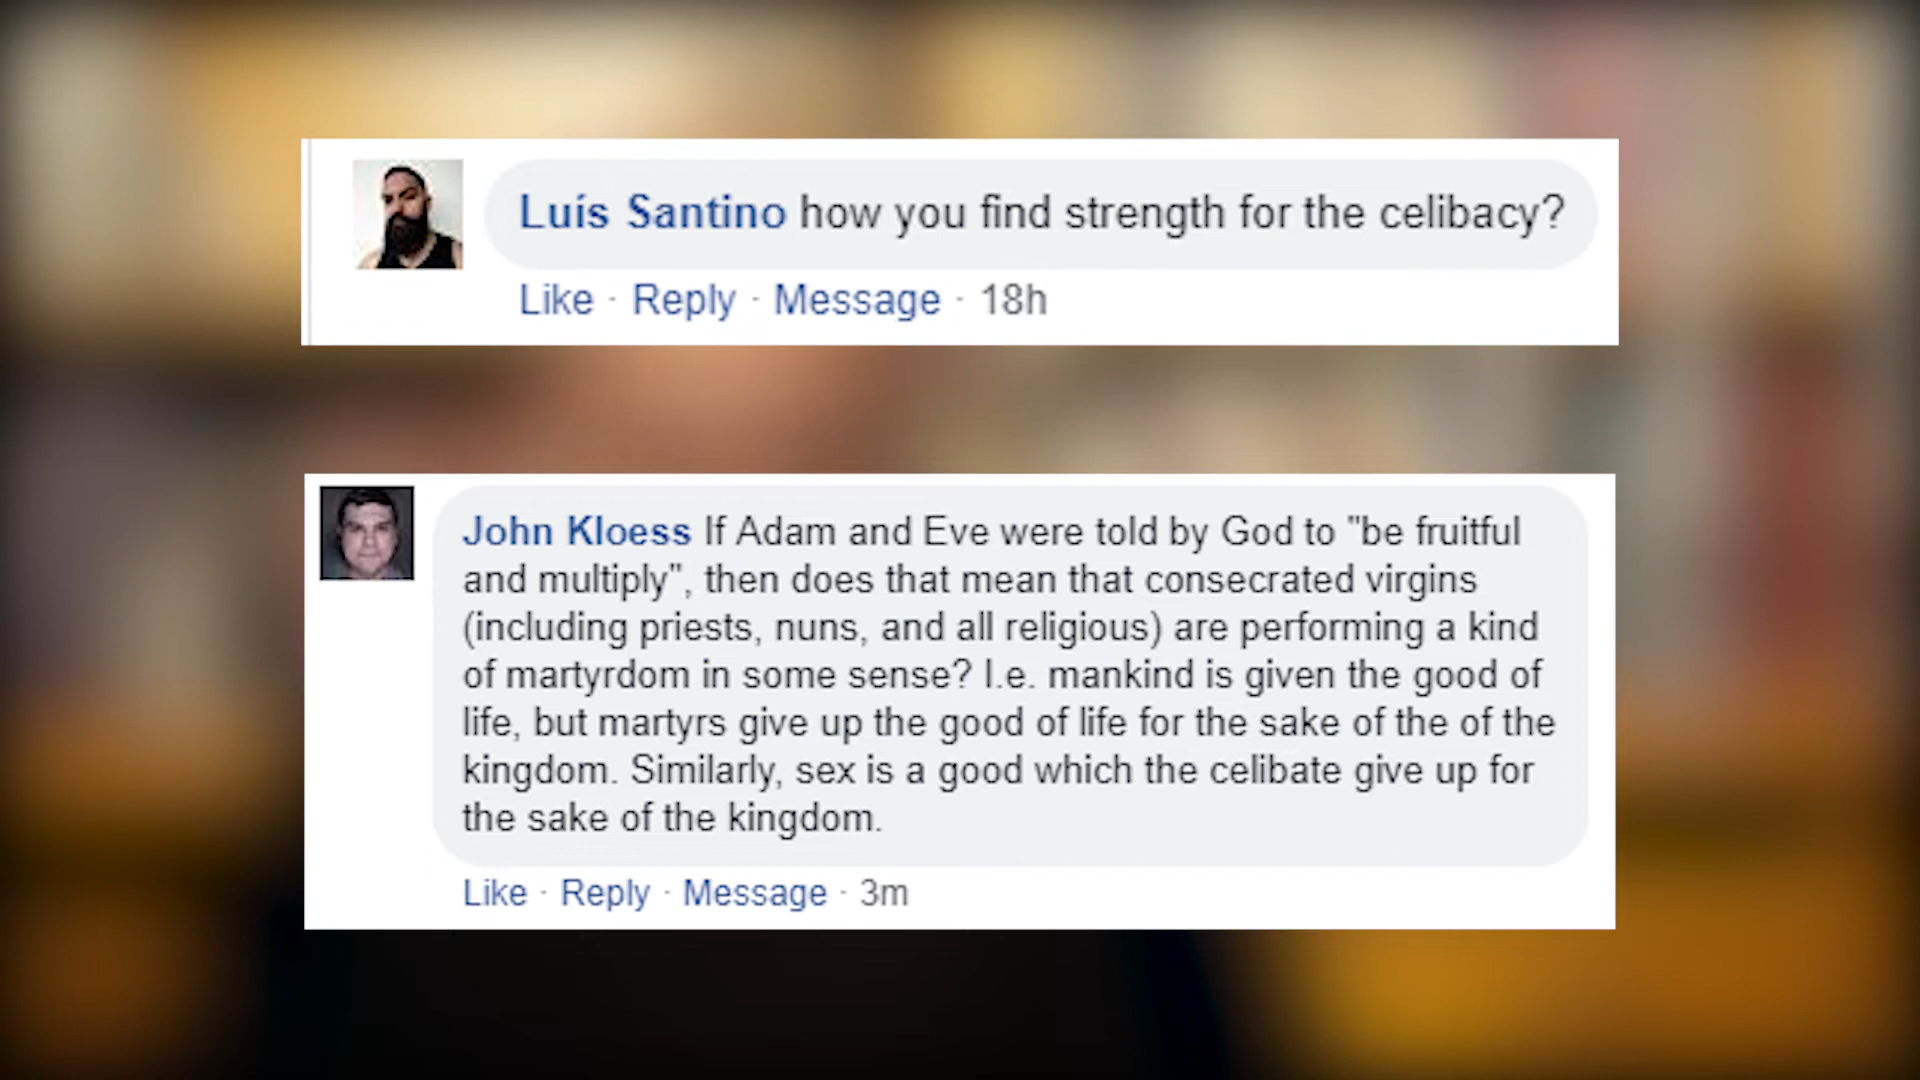 Luís Santino how you find strength for the celibacy?
Like · Reply · Message · 18h
John Kloess If Adam and Eve were told by God to "be fruitful
and multiply", then does that mean that consecrated virgins
(including priests, nuns, and all religious) are performing a kind
of martyrdom in some sense? I.e. mankind is given the good of
life, but martyrs give up the good of life for the sake of the of the
kingdom. Similarly, sex is a good which the celibate give up for
the sake of the kingdom.
Like · Reply · Message · 3m